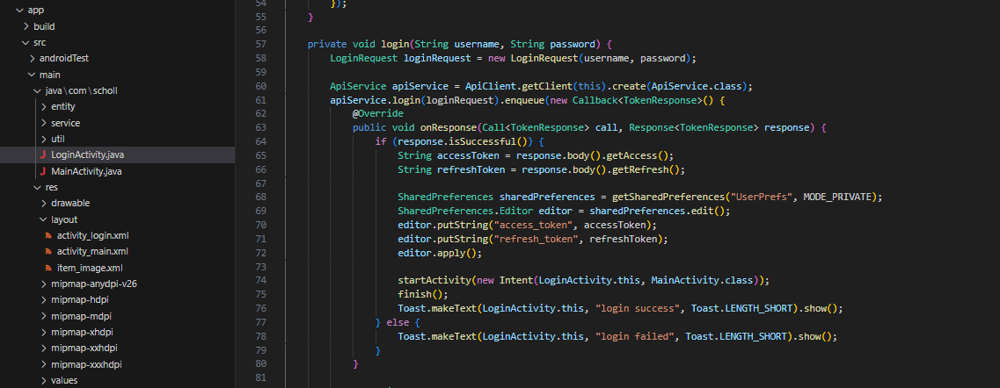 app
build
src
androidTest
main
java\com\scholl
entity
service
util
LoginActivity.java
MainActivity.java
res
drawable
layout
activity_login.xml
activity_main.xml
item_image.xml
mipmap-anydpi-v26
mipmap-hdpi
mipmap-mdpi
mipmap-xhdpi
mipmap-xxhdpi
mipmap-xxxhdpi
values
54 });
55 }
56
57 private void login(String username, String password) {
58 LoginRequest loginRequest = new LoginRequest(username, password);
59
60 ApiService apiService = ApiClient.getClient(this).create(ApiService.class);
61 apiService.login(loginRequest).enqueue(new Callback<TokenResponse>() {
62 @Override
63 public void onResponse(Call<TokenResponse> call, Response<TokenResponse> response) {
64 if (response.isSuccessful()) {
65 String accessToken = response.body().getAccess();
66 String refreshToken = response.body().getRefresh();
67
68 SharedPreferences sharedPreferences = getSharedPreferences("UserPrefs", MODE_PRIVATE);
69 SharedPreferences.Editor editor = sharedPreferences.edit();
70 editor.putString("access_token", accessToken);
71 editor.putString("refresh_token", refreshToken);
72 editor.apply();
73
74 startActivity(new Intent(LoginActivity.this, MainActivity.class));
75 finish();
76 Toast.makeText(LoginActivity.this, "login success", Toast.LENGTH_SHORT).show();
77 } else {
78 Toast.makeText(LoginActivity.this, "login failed", Toast.LENGTH_SHORT).show();
79 }
80 }
81